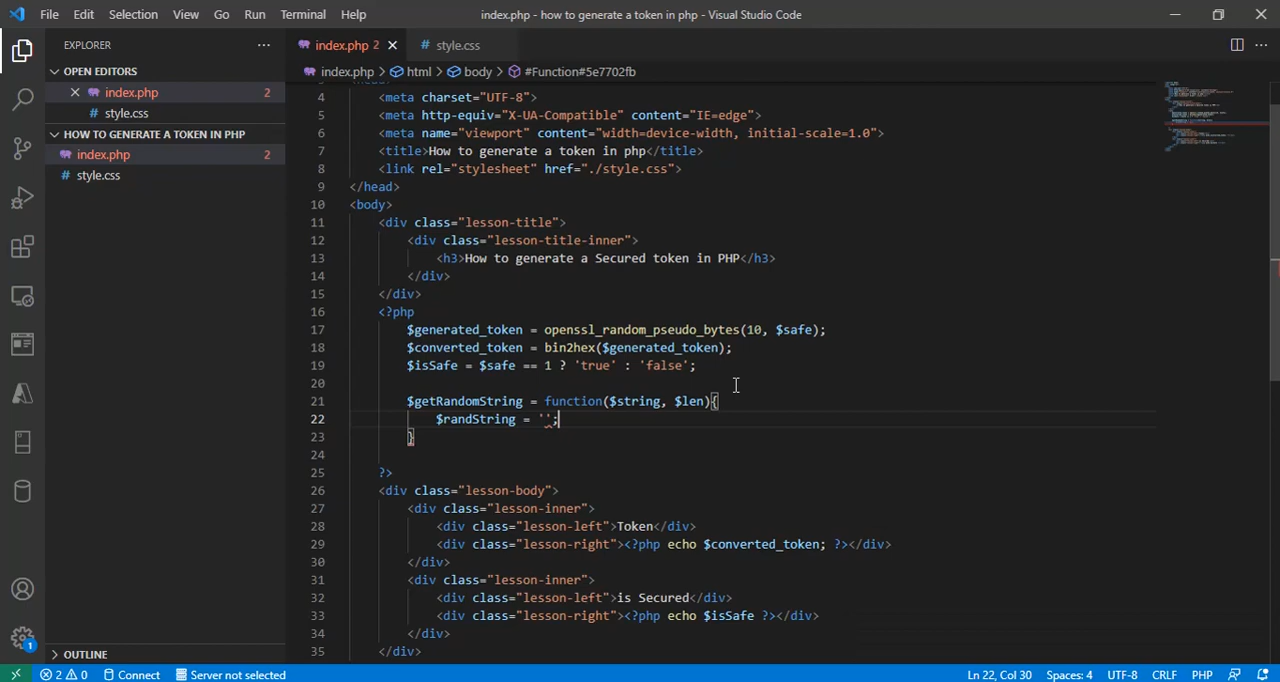 File Edit Selection View Go Run Terminal Help index.php - how to generate a token in php - Visual Studio Code
EXPLORER ··· index.php 2 style.css
OPEN EDITORS index.php > html > body > #Function#5e7702fb
index.php 2
style.css
HOW TO GENERATE A TOKEN IN PHP
index.php 2
style.css
4 <meta charset="UTF-8">
5 <meta http-equiv="X-UA-Compatible" content="IE=edge">
6 <meta name="viewport" content="width=device-width, initial-scale=1.0">
7 <title>How to generate a token in php</title>
8 <link rel="stylesheet" href="./style.css">
9 </head>
10 <body>
11 <div class="lesson-title">
12 <div class="lesson-title-inner">
13 <h3>How to generate a Secured token in PHP</h3>
14 </div>
15 </div>
16 <?php
17 $generated_token = openssl_random_pseudo_bytes(10, $safe);
18 $converted_token = bin2hex($generated_token);
19 $isSafe = $safe == 1 ? 'true' : 'false';
20
21 $getRandomString = function($string, $len){
22 $randString = '';
23 }
24
25 ?>
26 <div class="lesson-body">
27 <div class="lesson-inner">
28 <div class="lesson-left">Token</div>
29 <div class="lesson-right"><?php echo $converted_token; ?></div>
30 </div>
31 <div class="lesson-inner">
32 <div class="lesson-left">is Secured</div>
33 <div class="lesson-right"><?php echo $isSafe ?></div>
34 </div>
35 </div>
OUTLINE
1
2 0 Connect Server not selected Ln 22, Col 30 Spaces: 4 UTF-8 CRLF PHP